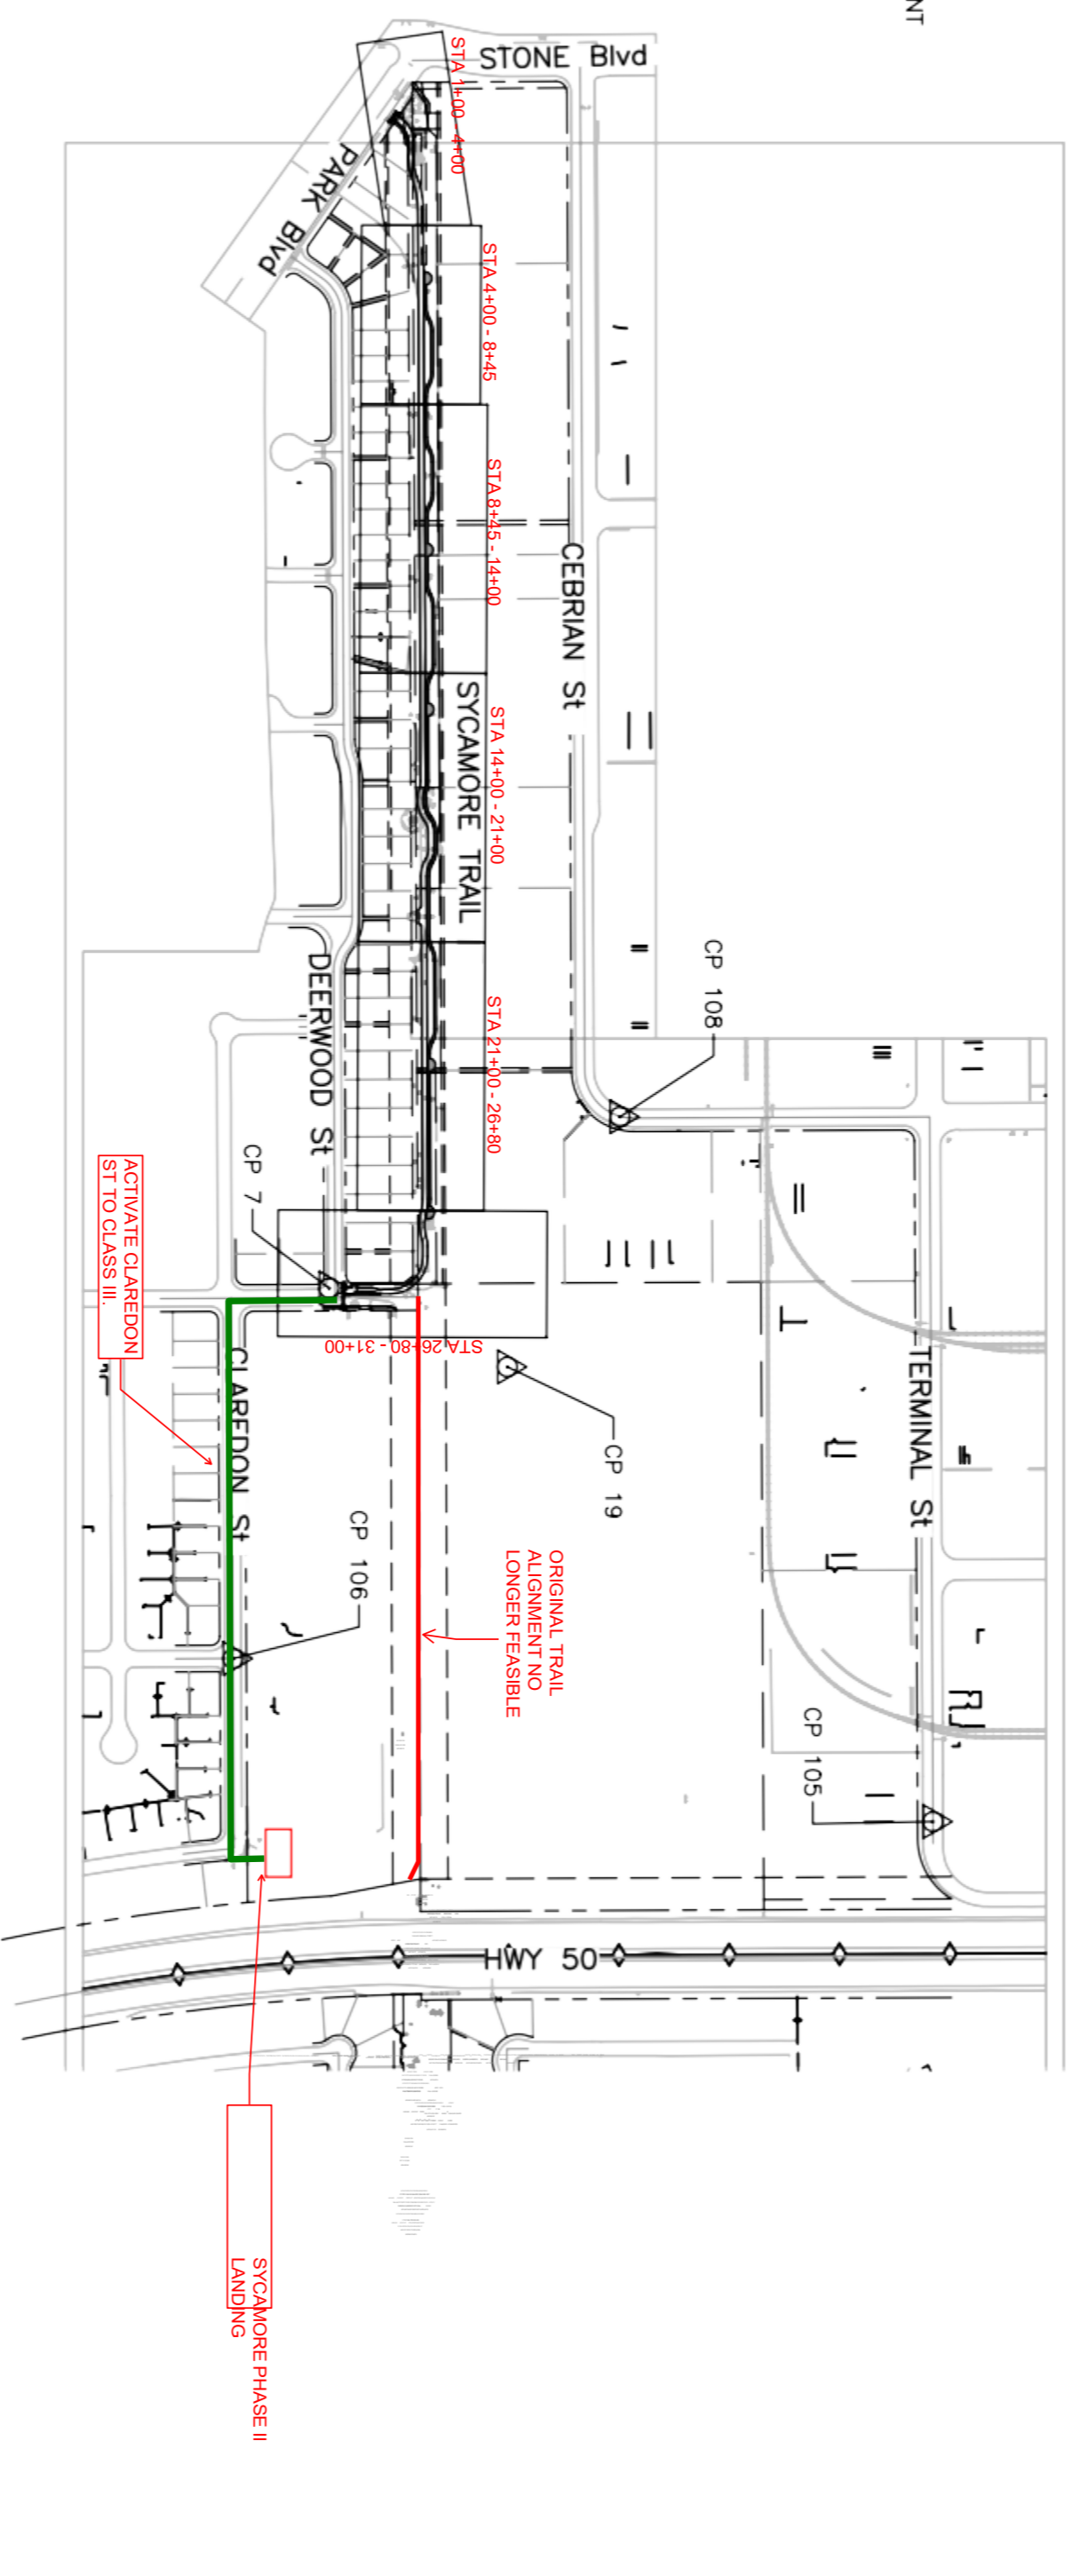 NT
STONE Blvd
STA 1+00 - 4+00
PARK Blvd
STA 4+00 - 8+45
STA 8+45 - 14+00
CEBRIAN St
SYCAMORE TRAIL
STA 14+00 - 21+00
CP 108
DEERWOOD St
STA 21+00 - 26+80
CP 7
ACTIVATE CLAREDON
ST TO CLASS III.
STA 26+80 - 31+00
CLAREDON St
TERMINAL St
CP 19
CP 106
ORIGINAL TRAIL
ALIGNMENT NO
LONGER FEASIBLE
CP 105
HWY 50
SYCAMORE PHASE II
LANDING